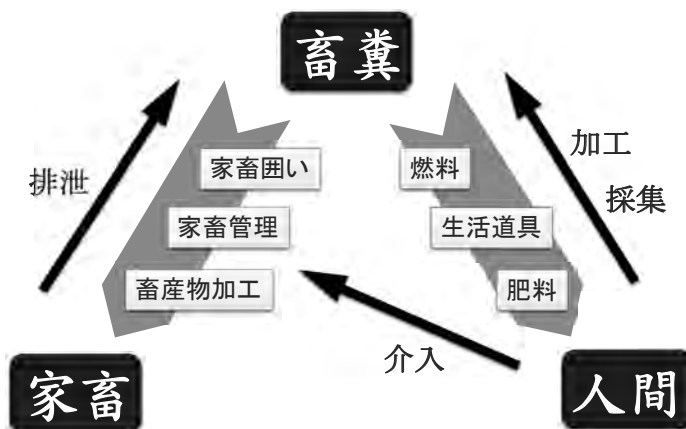 畜糞
排泄
家畜囲い
家畜管理
畜産物加工
燃料
生活道具
肥料
加工
採集
介入
家畜
人間